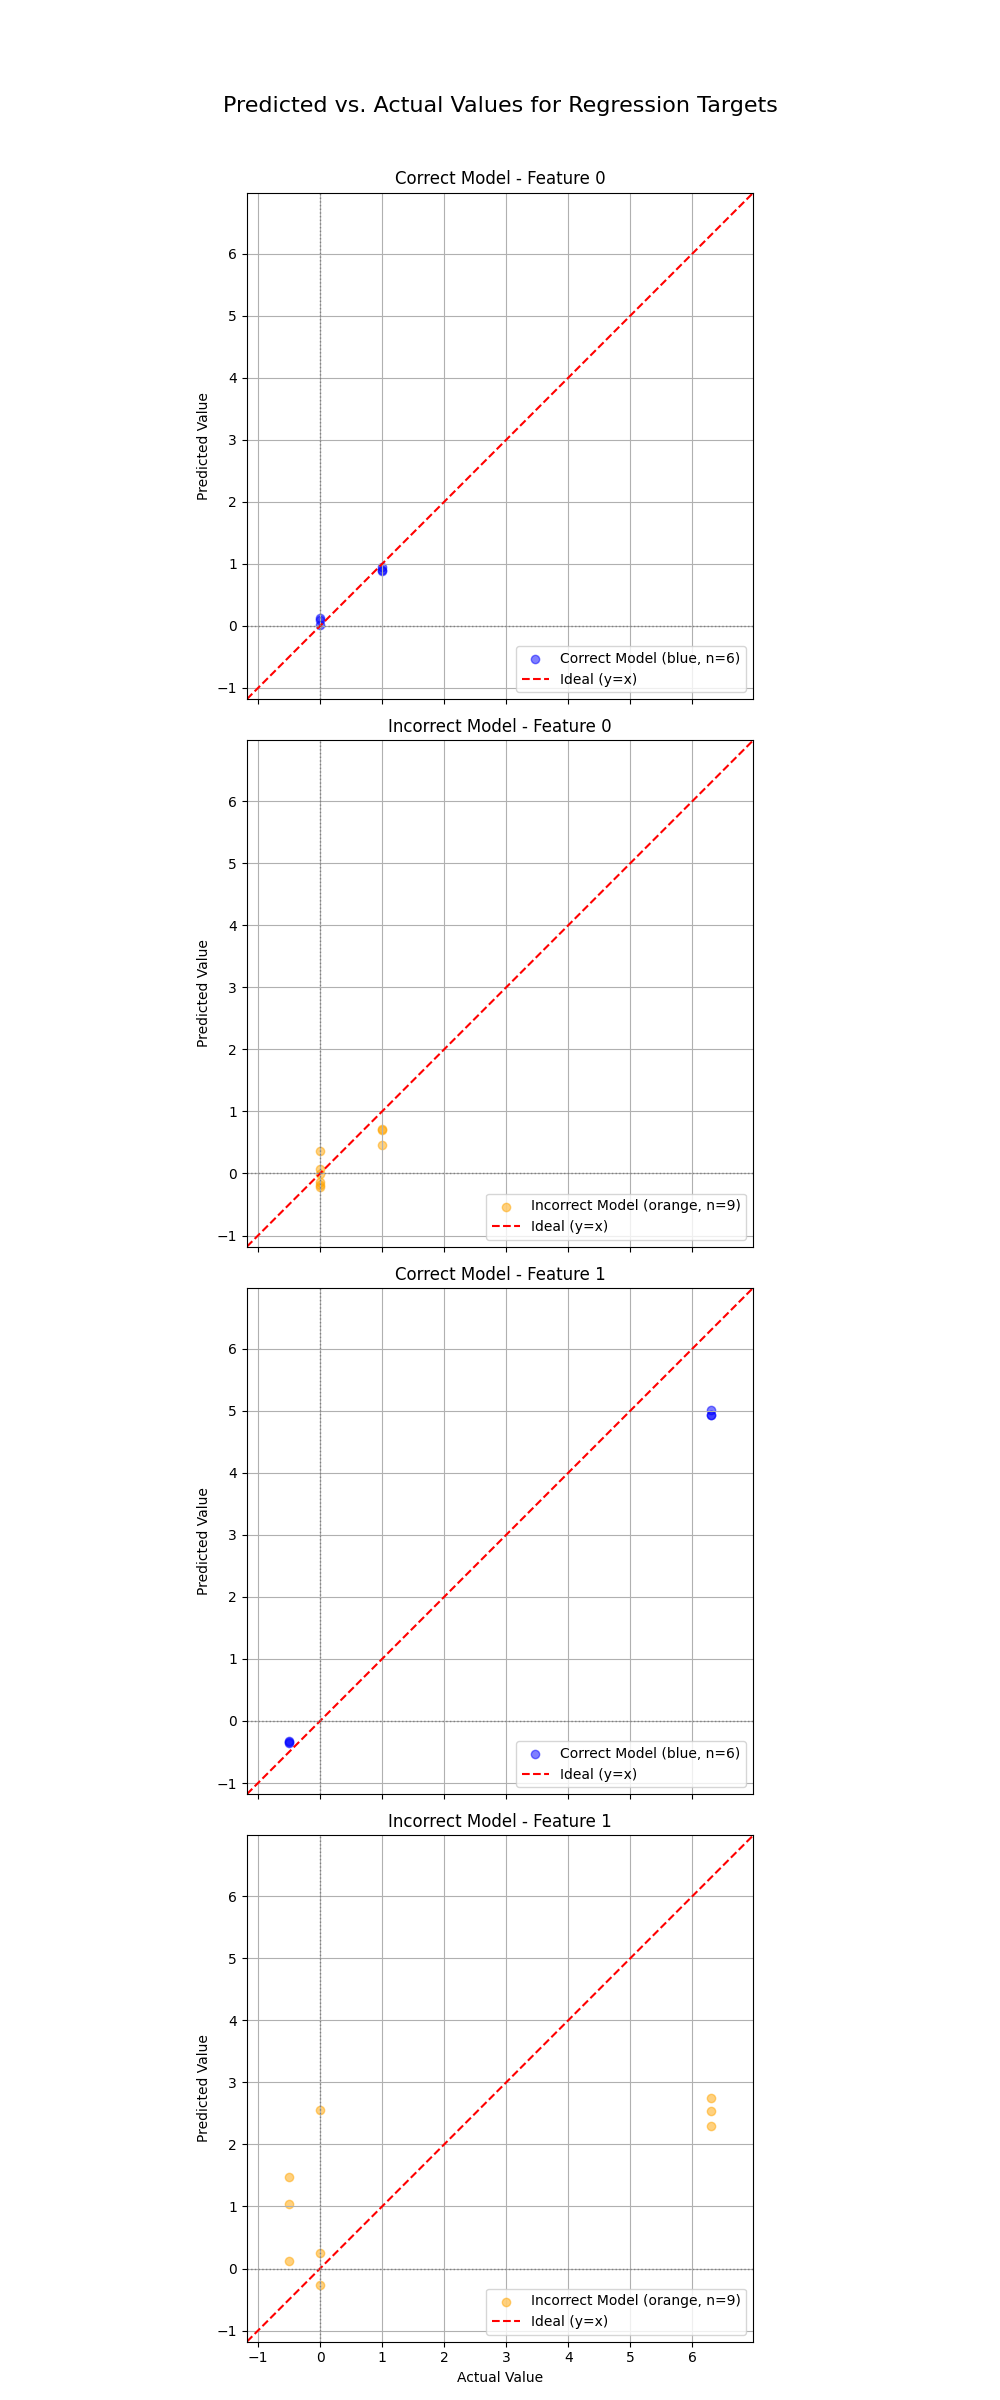 Predicted vs. Actual Values for Regression Targets
Correct Model - Feature 0
6
5
4
3
2
1
0
−1
Predicted Value
Correct Model (blue, n=6)
Ideal (y=x)
Incorrect Model - Feature 0
6
5
4
3
2
1
0
−1
Predicted Value
Incorrect Model (orange, n=9)
Ideal (y=x)
Correct Model - Feature 1
6
5
4
3
2
1
0
−1
Predicted Value
Correct Model (blue, n=6)
Ideal (y=x)
Incorrect Model - Feature 1
6
5
4
3
2
1
0
−1
Predicted Value
Incorrect Model (orange, n=9)
Ideal (y=x)
−1 0 1 2 3 4 5 6
Actual Value